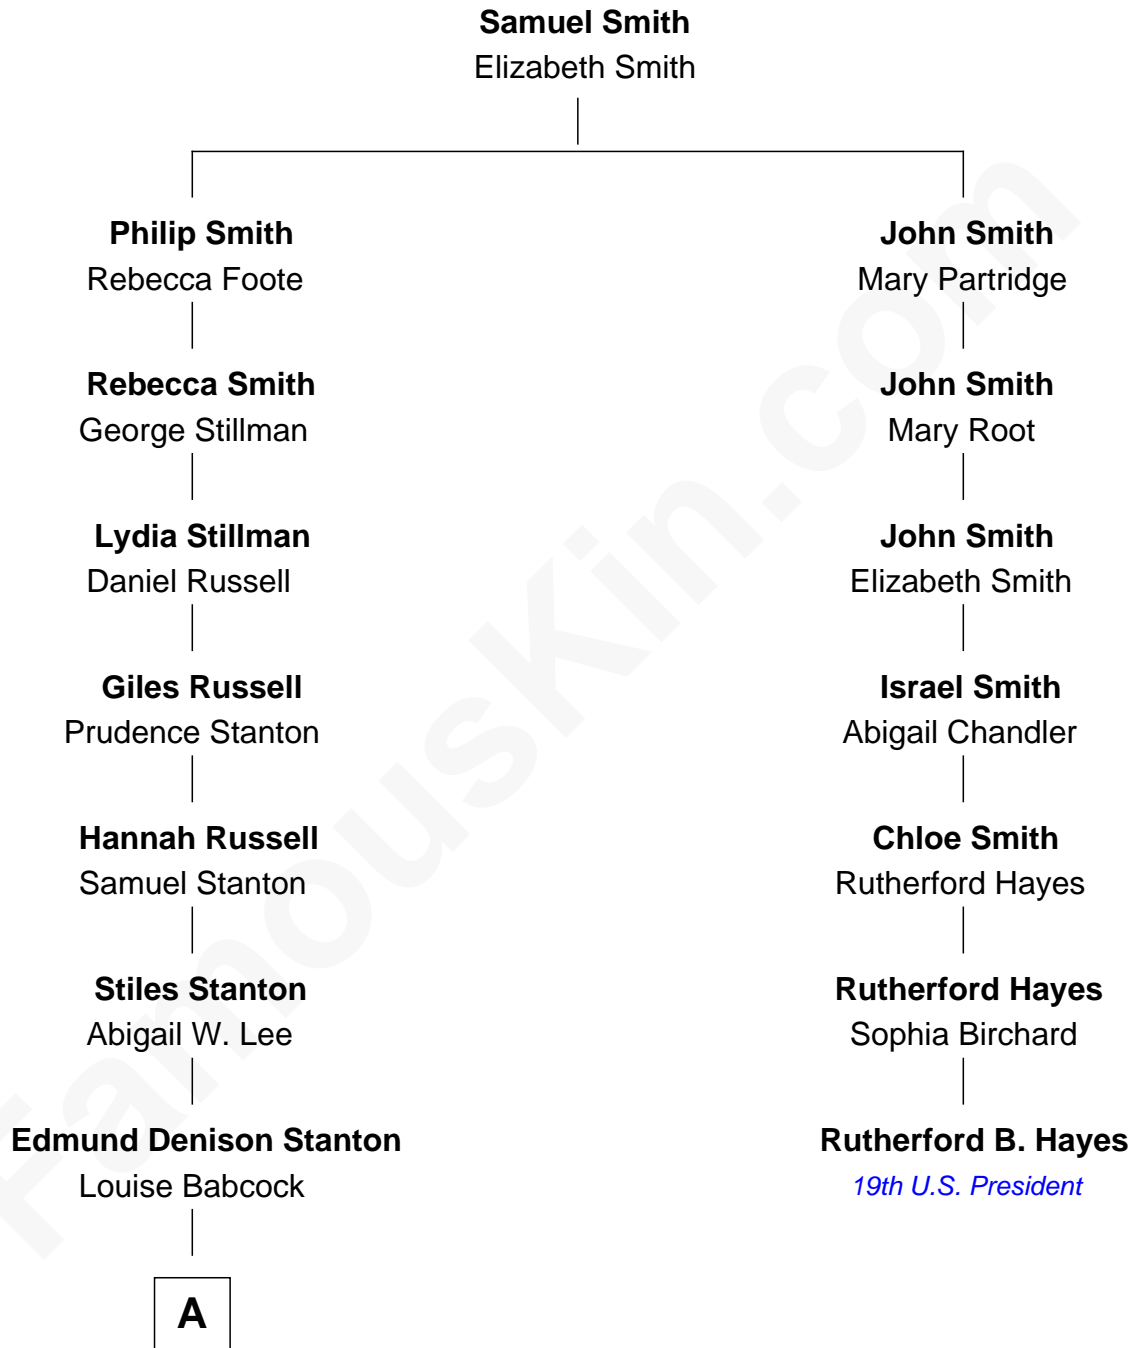 Samuel Smith
Elizabeth Smith
Philip Smith
Rebecca Foote
John Smith
Mary Partridge
Rebecca Smith
George Stillman
John Smith
Mary Root
Lydia Stillman
Daniel Russell
John Smith
Elizabeth Smith
Giles Russell
Prudence Stanton
Israel Smith
Abigail Chandler
Hannah Russell
Samuel Stanton
Chloe Smith
Rutherford Hayes
Stiles Stanton
Abigail W. Lee
Rutherford Hayes
Sophia Birchard
Edmund Denison Stanton
Louise Babcock
Rutherford B. Hayes
19th U.S. President
A
FamousKin.com